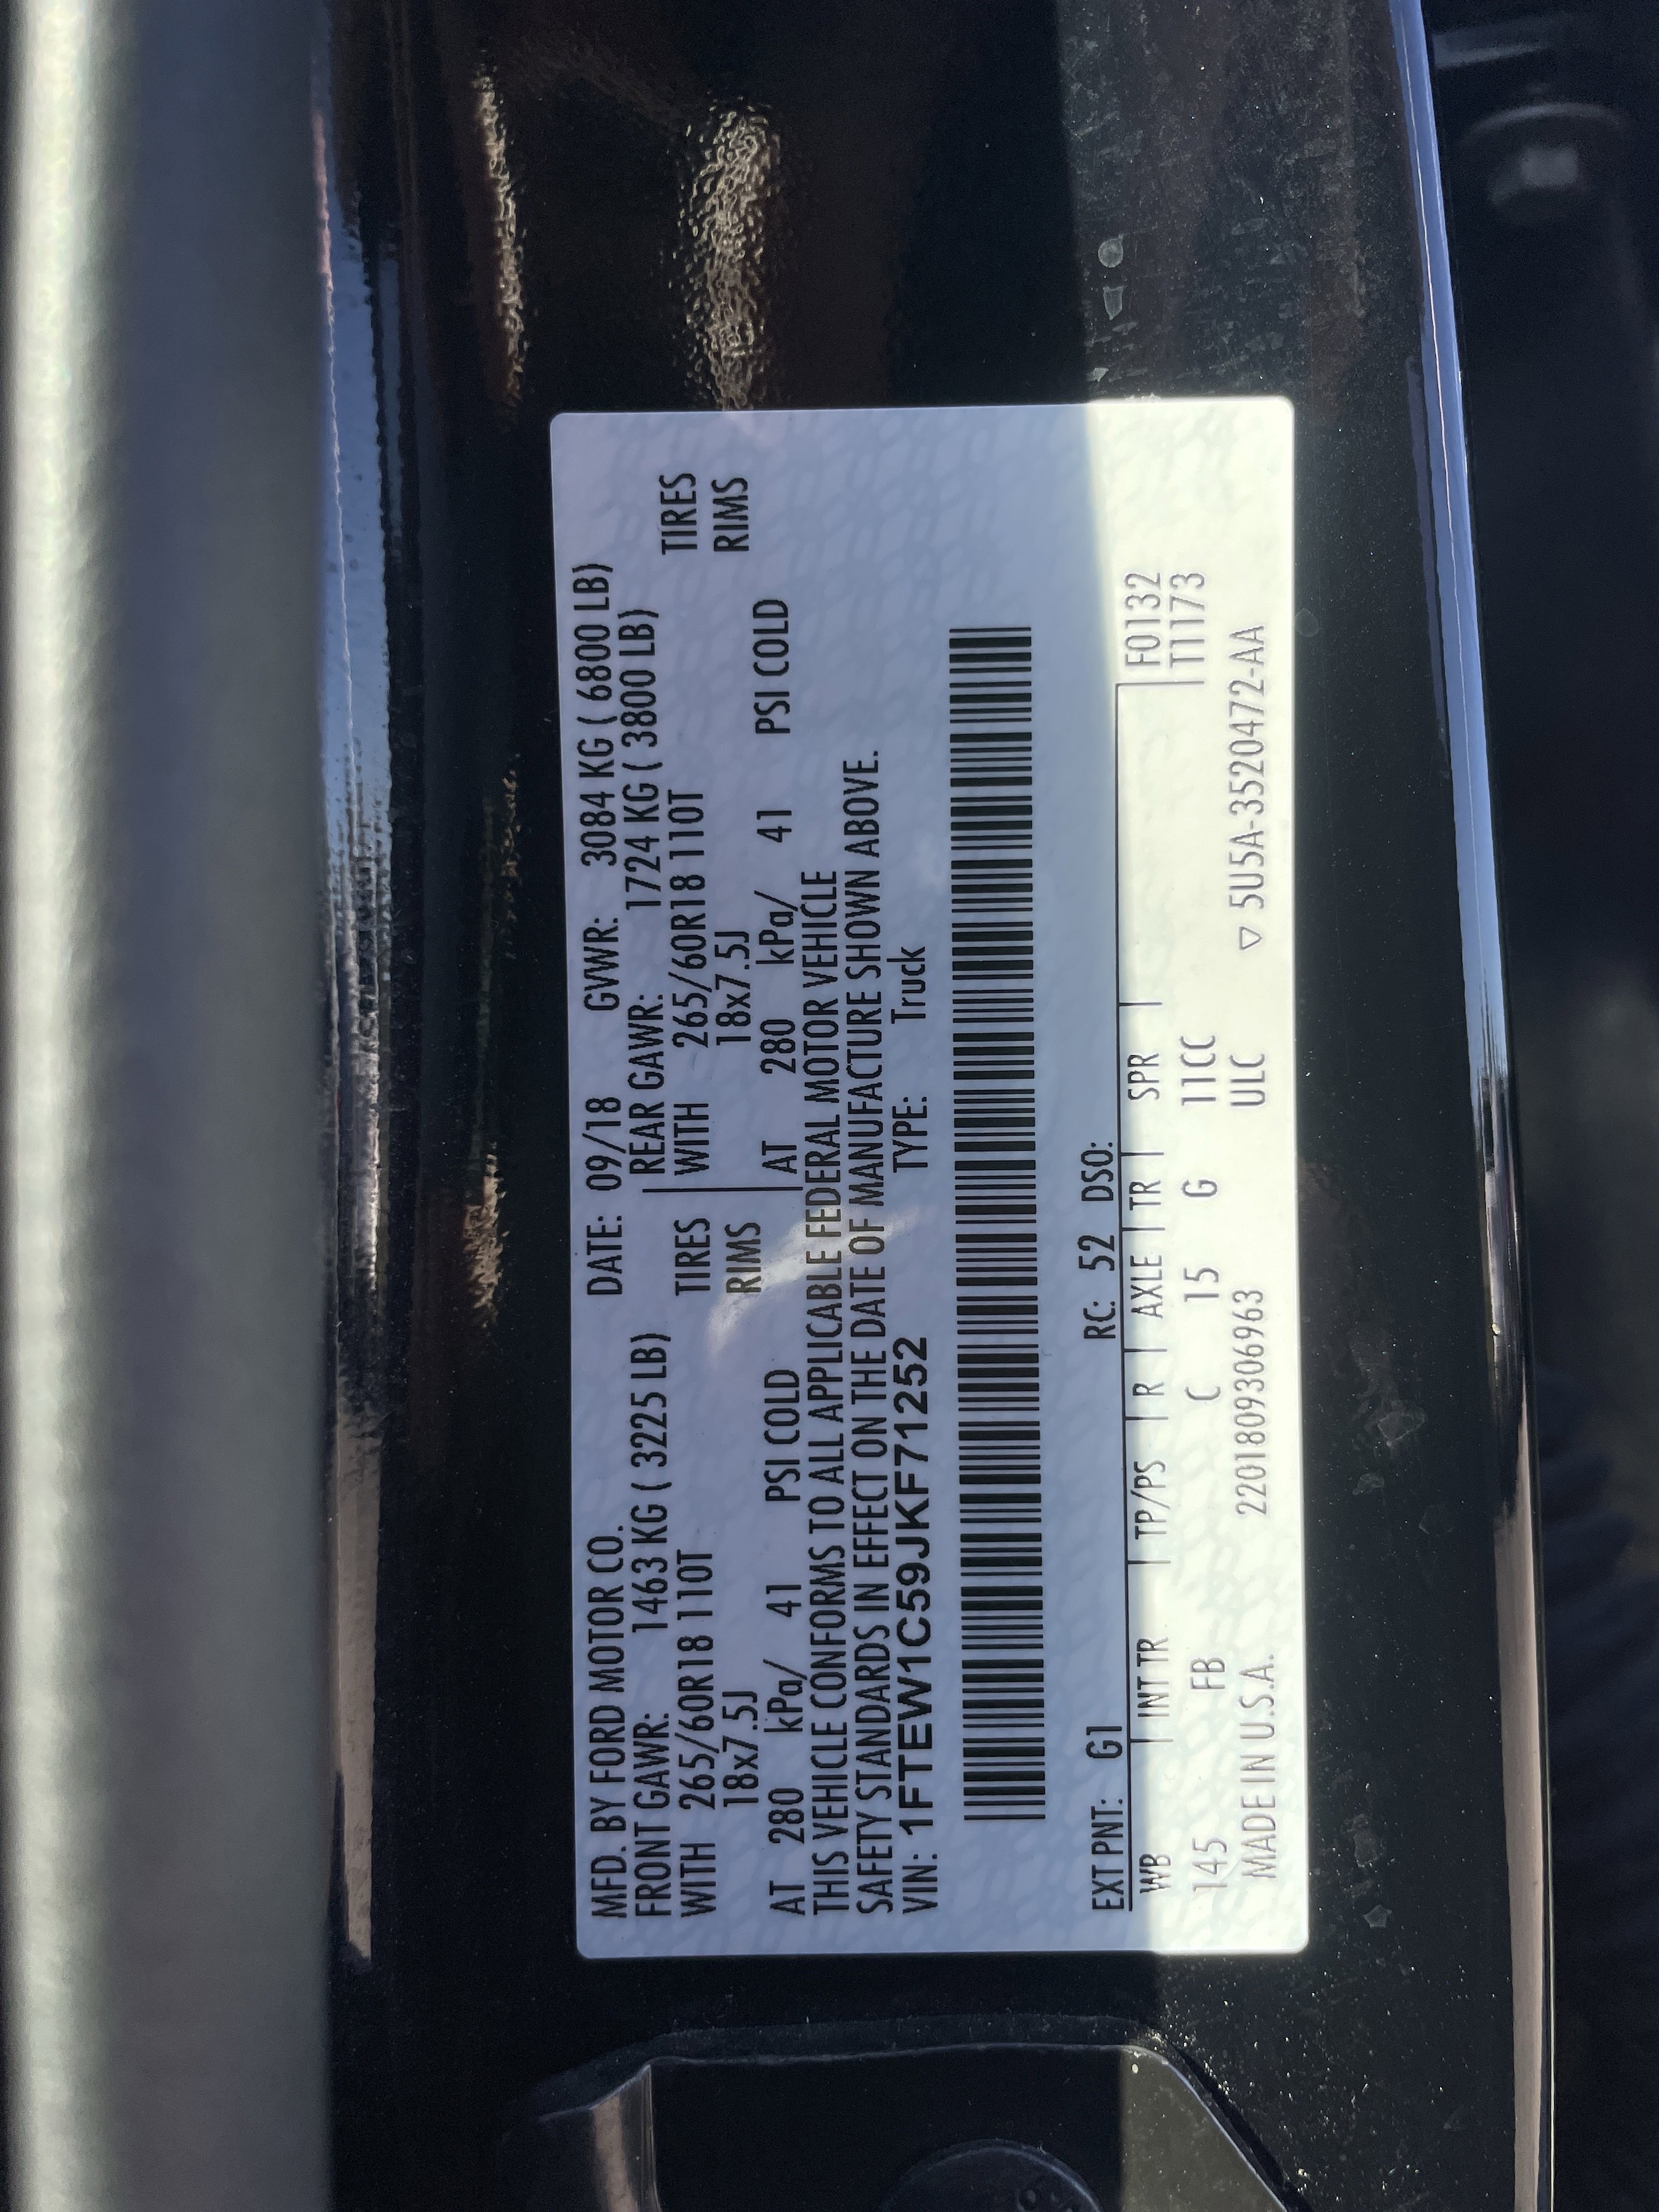 MFD. BY FORD MOTOR CO. DATE: 09/18 GVWR: 3084 KG ( 6800 LB)
FRONT GAWR: 1463 KG ( 3225 LB) REAR GAWR: 1724 KG ( 3800 LB)
WITH 265/60R18 110T TIRES WITH 265/60R18 110T TIRES
18x7.5J RIMS 18x7.5J RIMS
AT 280 kPa/ 41 PSI COLD AT 280 kPa/ 41 PSI COLD
THIS VEHICLE CONFORMS TO ALL APPLICABLE FEDERAL MOTOR VEHICLE
SAFETY STANDARDS IN EFFECT ON THE DATE OF MANUFACTURE SHOWN ABOVE.
VIN: 1FTEW1C59JKF71252 TYPE: Truck
EXT PNT: G1 RC: 52 DSO:
WB | INT TR | TP/PS | R | AXLE | TR | SPR | F0132
T1173
145 FB C 15 G 11CC
ULC
MADE IN U.S.A. 2201809306963 ▽ 5U5A-3520472-AA